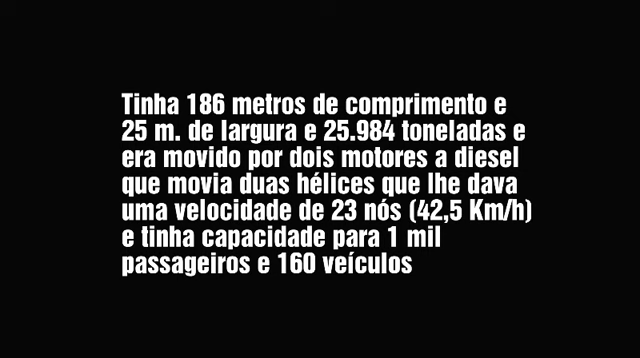 Tinha 186 metros de comprimento e
25 m. de largura e 25.984 toneladas e
era movido por dois motores a diesel
que movia duas hélices que lhe dava
uma velocidade de 23 nós (42,5 Km/h)
e tinha capacidade para 1 mil
passageiros e 160 veículos